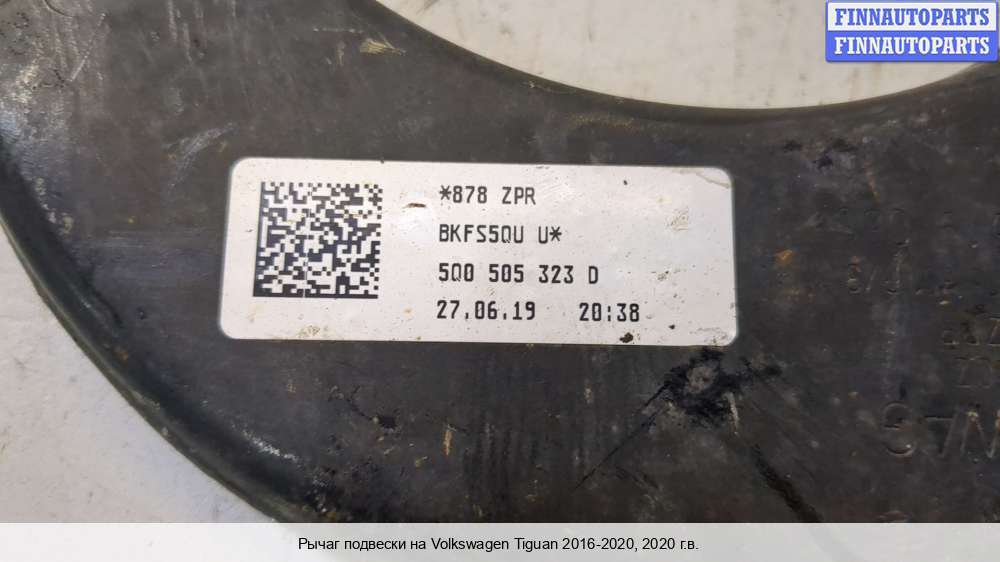 FINNAUTOPARTS
FINNAUTOPARTS
*878 ZPR
BKFS5QU U*
5Q0 505 323 D
27.06.19 20:38
Рычаг подвески на Volkswagen Tiguan 2016-2020, 2020 г.в.